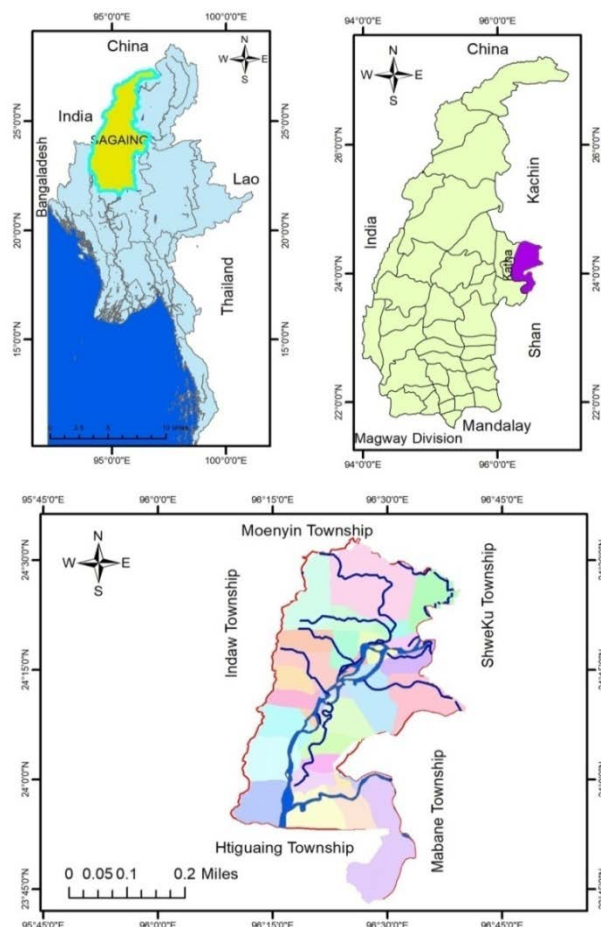 95°0'0"E 100°0'0"E
China
N
W E
S
India
SAGAING
25°0'0"N
Bangaladesh
Lao
20°0'0"N
Thailand
15°0'0"N
95°0'0"E 100°0'0"E
94°0'0"E 96°0'0"E
China
N
W E
S
26°0'0"N
Kachin
India
Katha
24°0'0"N
Shan
22°0'0"N
Mandalay
Magway Division
94°0'0"E 96°0'0"E
95°45'0"E 96°0'0"E 96°15'0"E 96°30'0"E 96°45'0"E
Moenyin Township
N
W E
S
24°30'0"N
Indaw Township
ShweKu Township
24°15'0"N
24°0'0"N
Mabane Township
Htiguaing Township
0 0.05 0.1 0.2 Miles
23°45'0"N
95°45'0"E 96°0'0"E 96°15'0"E 96°30'0"E 96°45'0"E